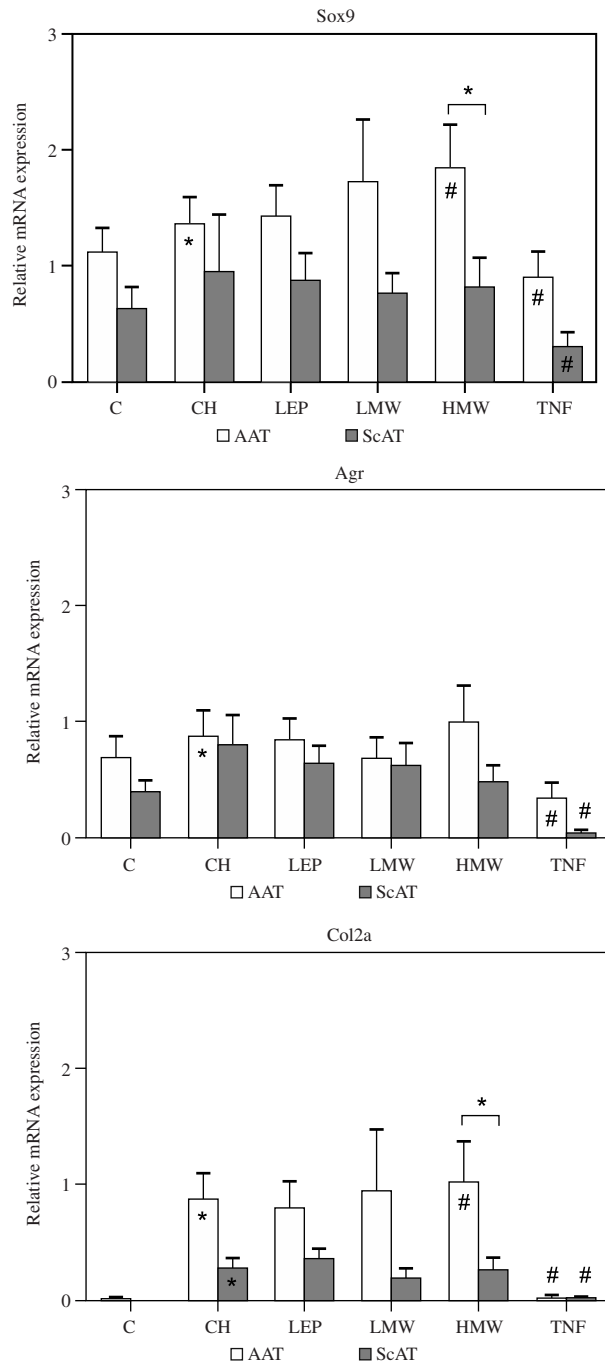 Sox9
Relative mRNA expression
3
2
1
0
*
*
#
#
#
C CH LEP LMW HMW TNF
AAT ScAT
Agr
Relative mRNA expression
3
2
1
0
*
#
#
C CH LEP LMW HMW TNF
AAT ScAT
Col2a
Relative mRNA expression
3
2
1
0
*
*
*
#
#
#
C CH LEP LMW HMW TNF
AAT ScAT